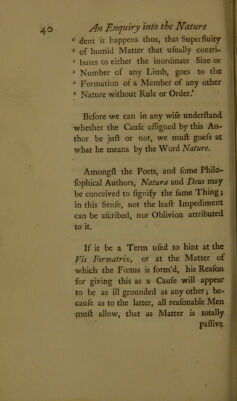 40 An Enquiry into the Nature
‘ dent it happens thus, that Superfluity
‘ of humid Matter that uſually contri-
‘ butes to either the inordinate Size or
‘ Number of any Limb, goes to the
‘ Formation of a Member of any other
‘ Nature without Rule or Order.’
Before we can in any wiſe underſtand
whether the Cauſe aſſigned by this Au-
thor be juſt or not, we muſt gueſs at
what he means by the Word Nature.
Amongſt the Poets, and ſome Philo-
ſophical Authors, Natura and Deus may
be conceived to ſignify the ſame Thing;
in this Senſe, not the leaſt Impediment
can be aſcribed, nor Oblivion attributed
to it.
If it be a Term uſed to hint at the
Vis Formatrix, or at the Matter of
which the Fœtus is form'd, his Reaſon
for giving this as a Cauſe will appear
to be as ill grounded as any other; be-
cauſe as to the latter, all reaſonable Men
muſt allow, that as Matter is totally
paſſive